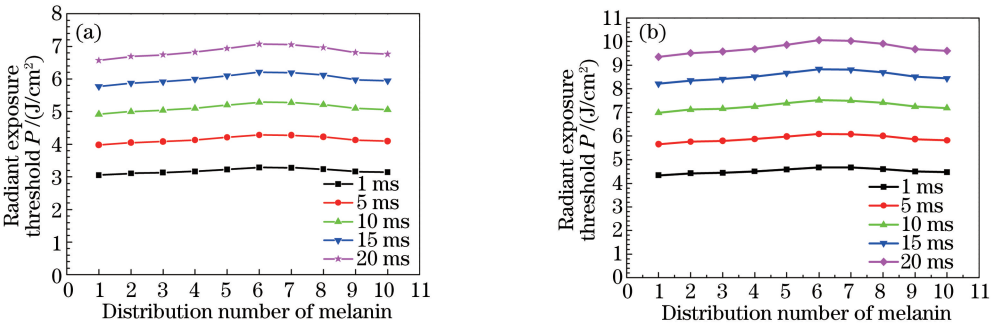 (a)
Radiant exposure
threshold P /(J/cm²)
8
7
6
5
4
3
2
1
0
1 ms
5 ms
10 ms
15 ms
20 ms
0 1 2 3 4 5 6 7 8 9 10 11
Distribution number of melanin
(b)
Radiant exposure
threshold P /(J/cm²)
11
10
9
8
7
6
5
4
3
2
1
0
1 ms
5 ms
10 ms
15 ms
20 ms
0 1 2 3 4 5 6 7 8 9 10 11
Distribution number of melanin